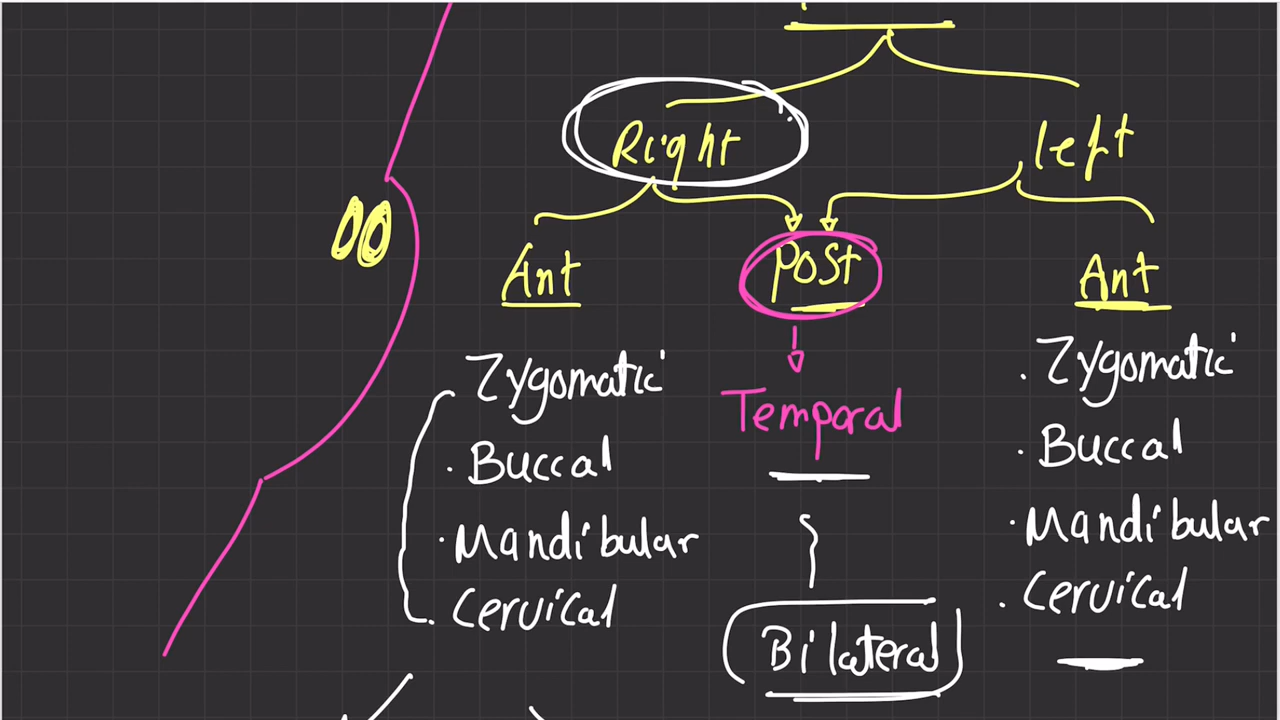 Right
left
Ant
Post
Ant
Zygomatic
. Buccal
. Mandibular
. Cervical
Temporal
Bilateral
. Zygomatic
. Buccal
. Mandibular
. Cervical